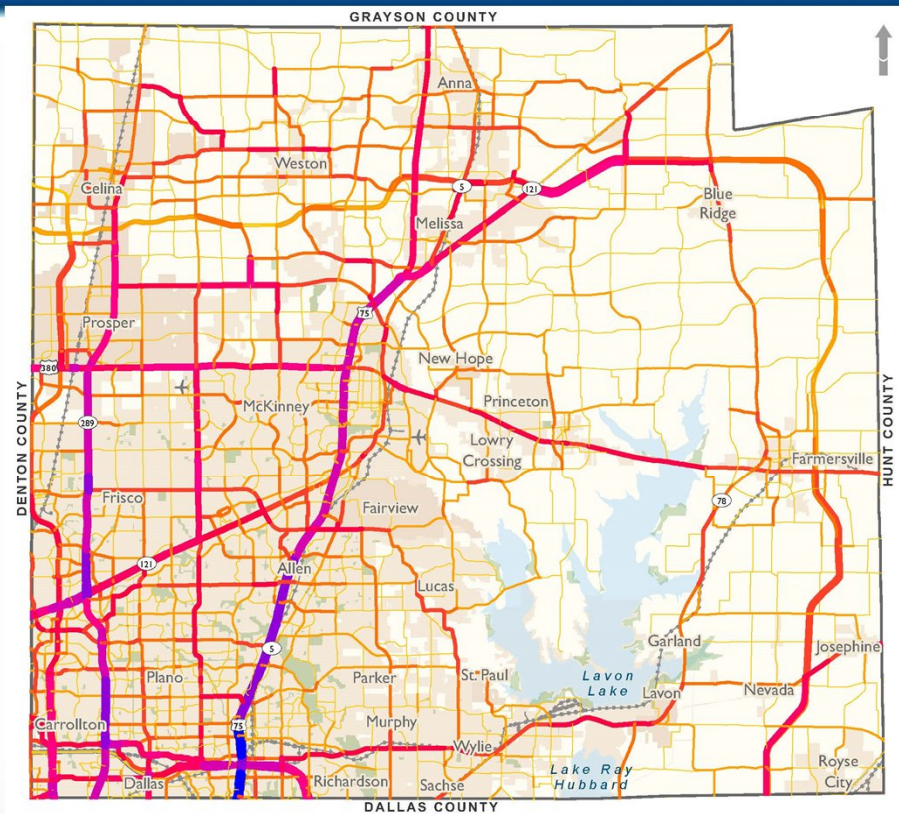 GRAYSON COUNTY
Anna
Weston
Celina
5
121
Blue
Ridge
Melissa
75
Prosper
New Hope
380
DENTON COUNTY
McKinney
Princeton
289
Lowry
Crossing
HUNT COUNTY
Farmersville
Frisco
78
Fairview
121
Allen
Lucas
5
Garland
Josephine
Plano
Parker
St. Paul
Lavon
Lake
Lavon
Nevada
Carrollton
75
Murphy
Wylie
Dallas
Richardson
Sachse
Lake Ray
Hubbard
Royse
City
DALLAS COUNTY